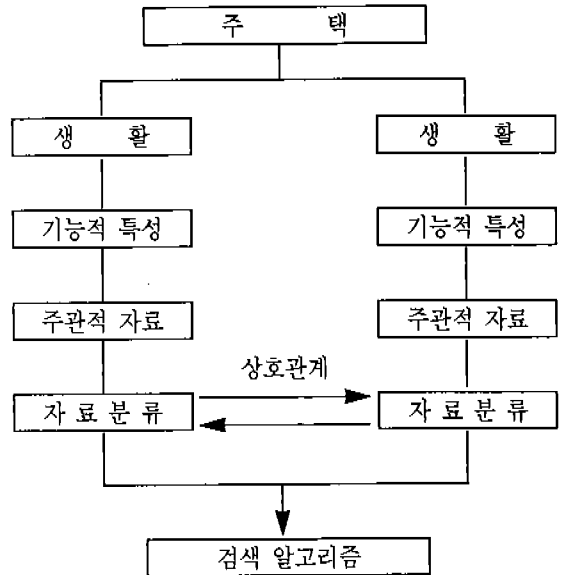 주 택
생 활 생 활
기능적 특성 기능적 특성
주관적 자료 주관적 자료
상호관계
자 료 분 류 자 료 분 류
검색 알고리즘